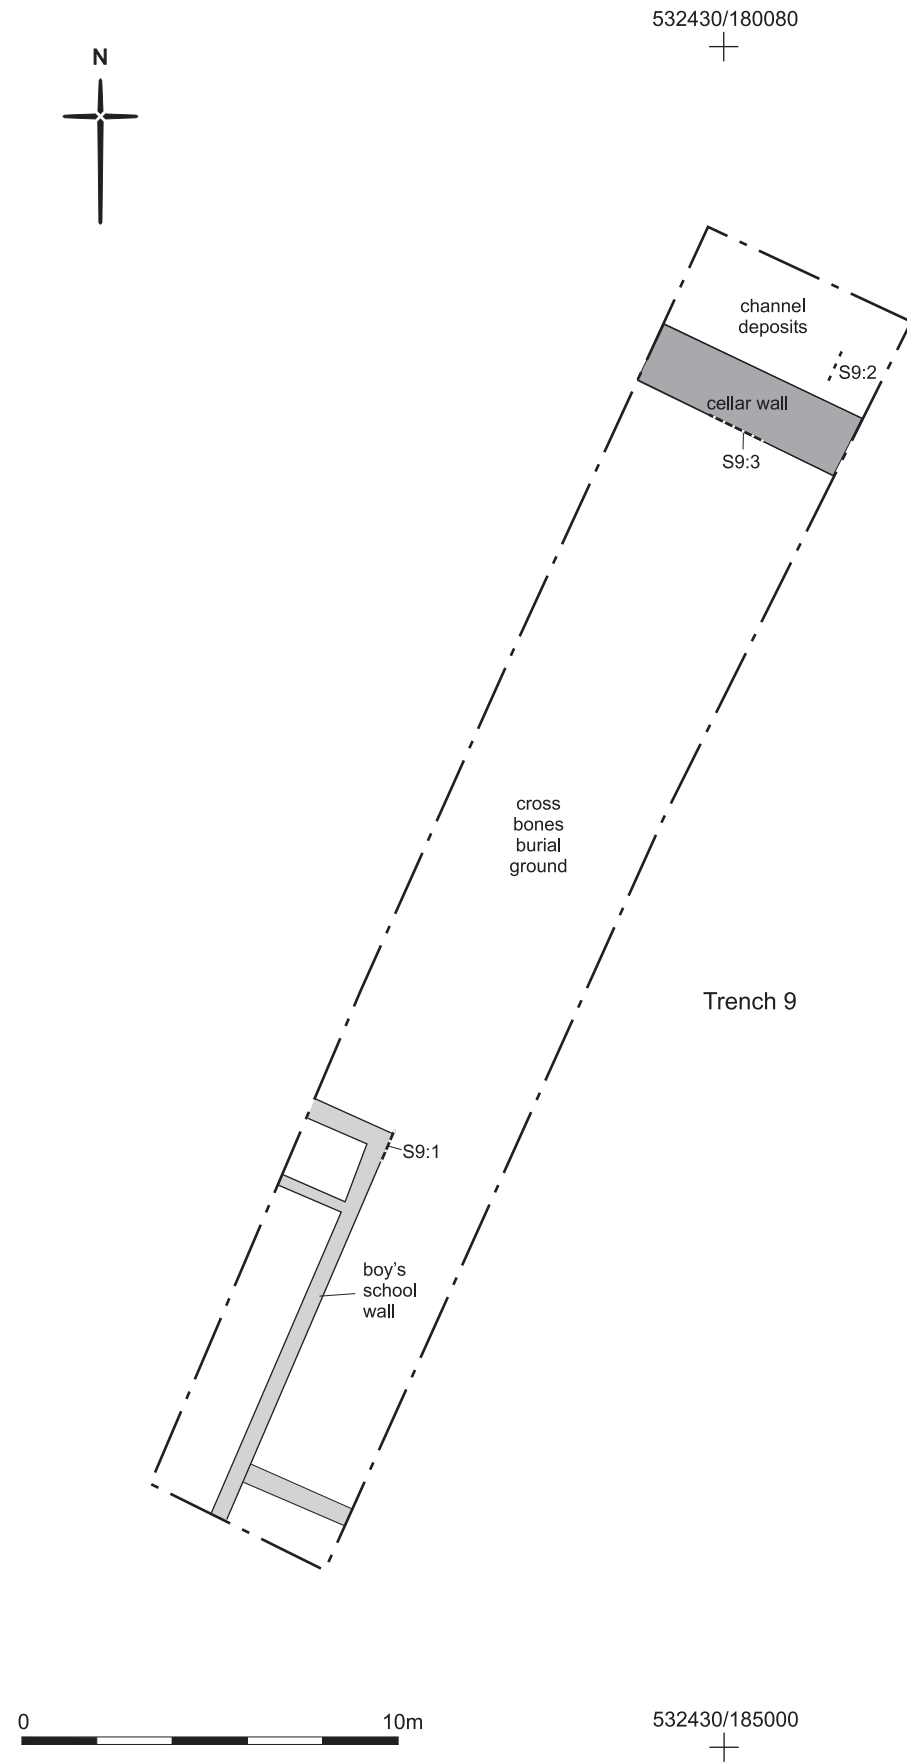 532430/180080
N
channel
deposits
S9:2
cellar wall
S9:3
cross
bones
burial
ground
Trench 9
S9:1
boy's
school
wall
0 10m
532430/185000